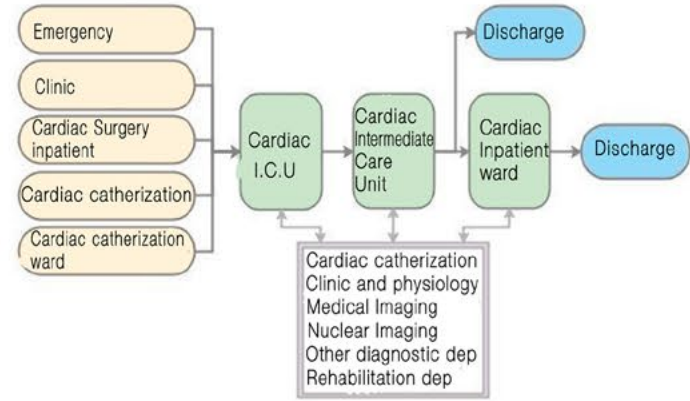 Emergency
Clinic
Cardiac Surgery
inpatient
Cardiac catherization
Cardiac catherization
ward
Cardiac
I.C.U
Cardiac
Intermediate
Care
Unit
Cardiac
Inpatient
ward
Discharge
Discharge
Cardiac catherization
Clinic and physiology
Medical Imaging
Nuclear Imaging
Other diagnostic dep
Rehabilitation dep